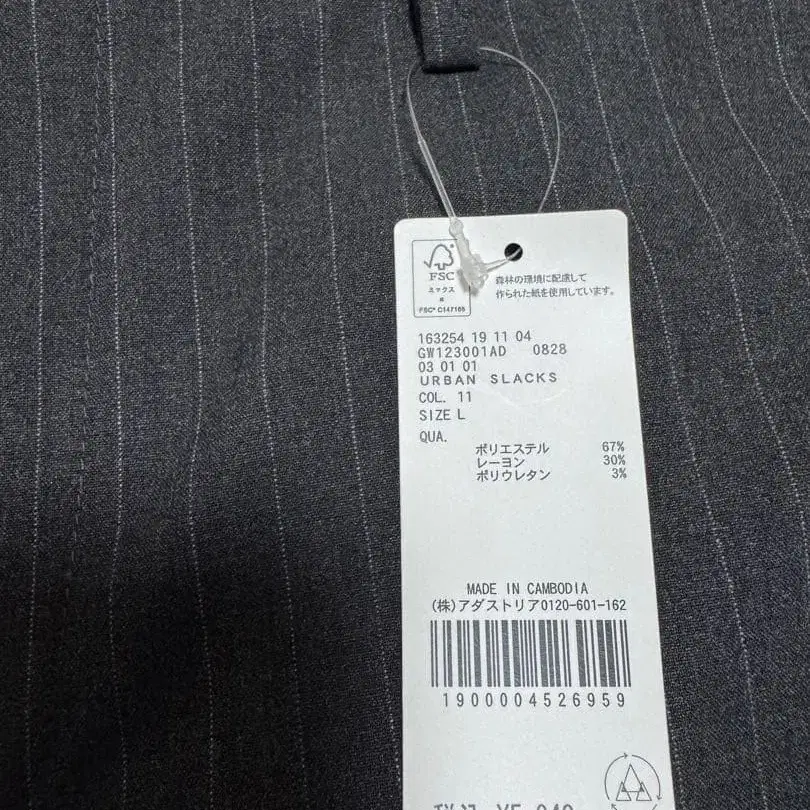 FSC
ミックス
紙
FSC® C147166
森林の環境に配慮して
作られた紙を使用しています。
163254 19 11 04
GW123001AD 0828
03 01 01
URBAN SLACKS
COL. 11
SIZE L
QUA.
ポリエステル 67%
レーヨン 30%
ポリウレタン 3%
MADE IN CAMBODIA
(株)アダストリア0120-601-162
1900004526959